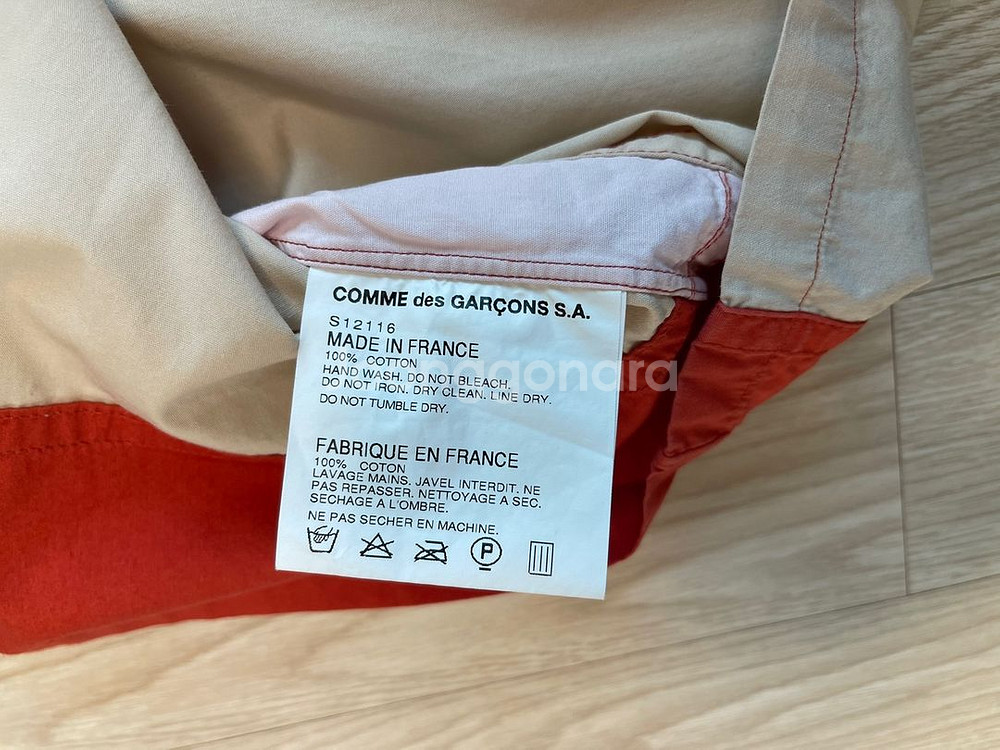 COMME des GARÇONS S.A.
S12116
MADE IN FRANCE
100% COTTON
HAND WASH. DO NOT BLEACH.
DO NOT IRON. DRY CLEAN. LINE DRY.
DO NOT TUMBLE DRY.
FABRIQUE EN FRANCE
100% COTON
LAVAGE MAINS. JAVEL INTERDIT. NE
PAS REPASSER. NETTOYAGE A SEC.
SECHAGE A L'OMBRE.
NE PAS SECHER EN MACHINE.
P